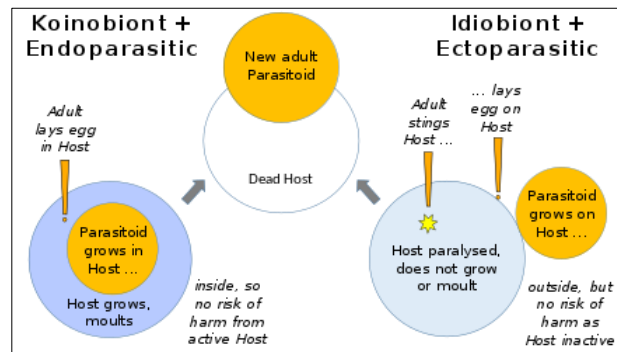 Koinobiont +
Endoparasitic
Idiobiont +
Ectoparasitic
New adult
Parasitoid
Dead Host
Adult
lays egg
in Host
Parasitoid
grows in
Host ...
Host grows,
moults
inside, so
no risk of
harm from
active Host
Adult
stings
Host ...
... lays
egg on
Host
Parasitoid
grows on
Host ...
Host paralysed,
does not grow
or moult
outside, but
no risk of
harm as
Host inactive